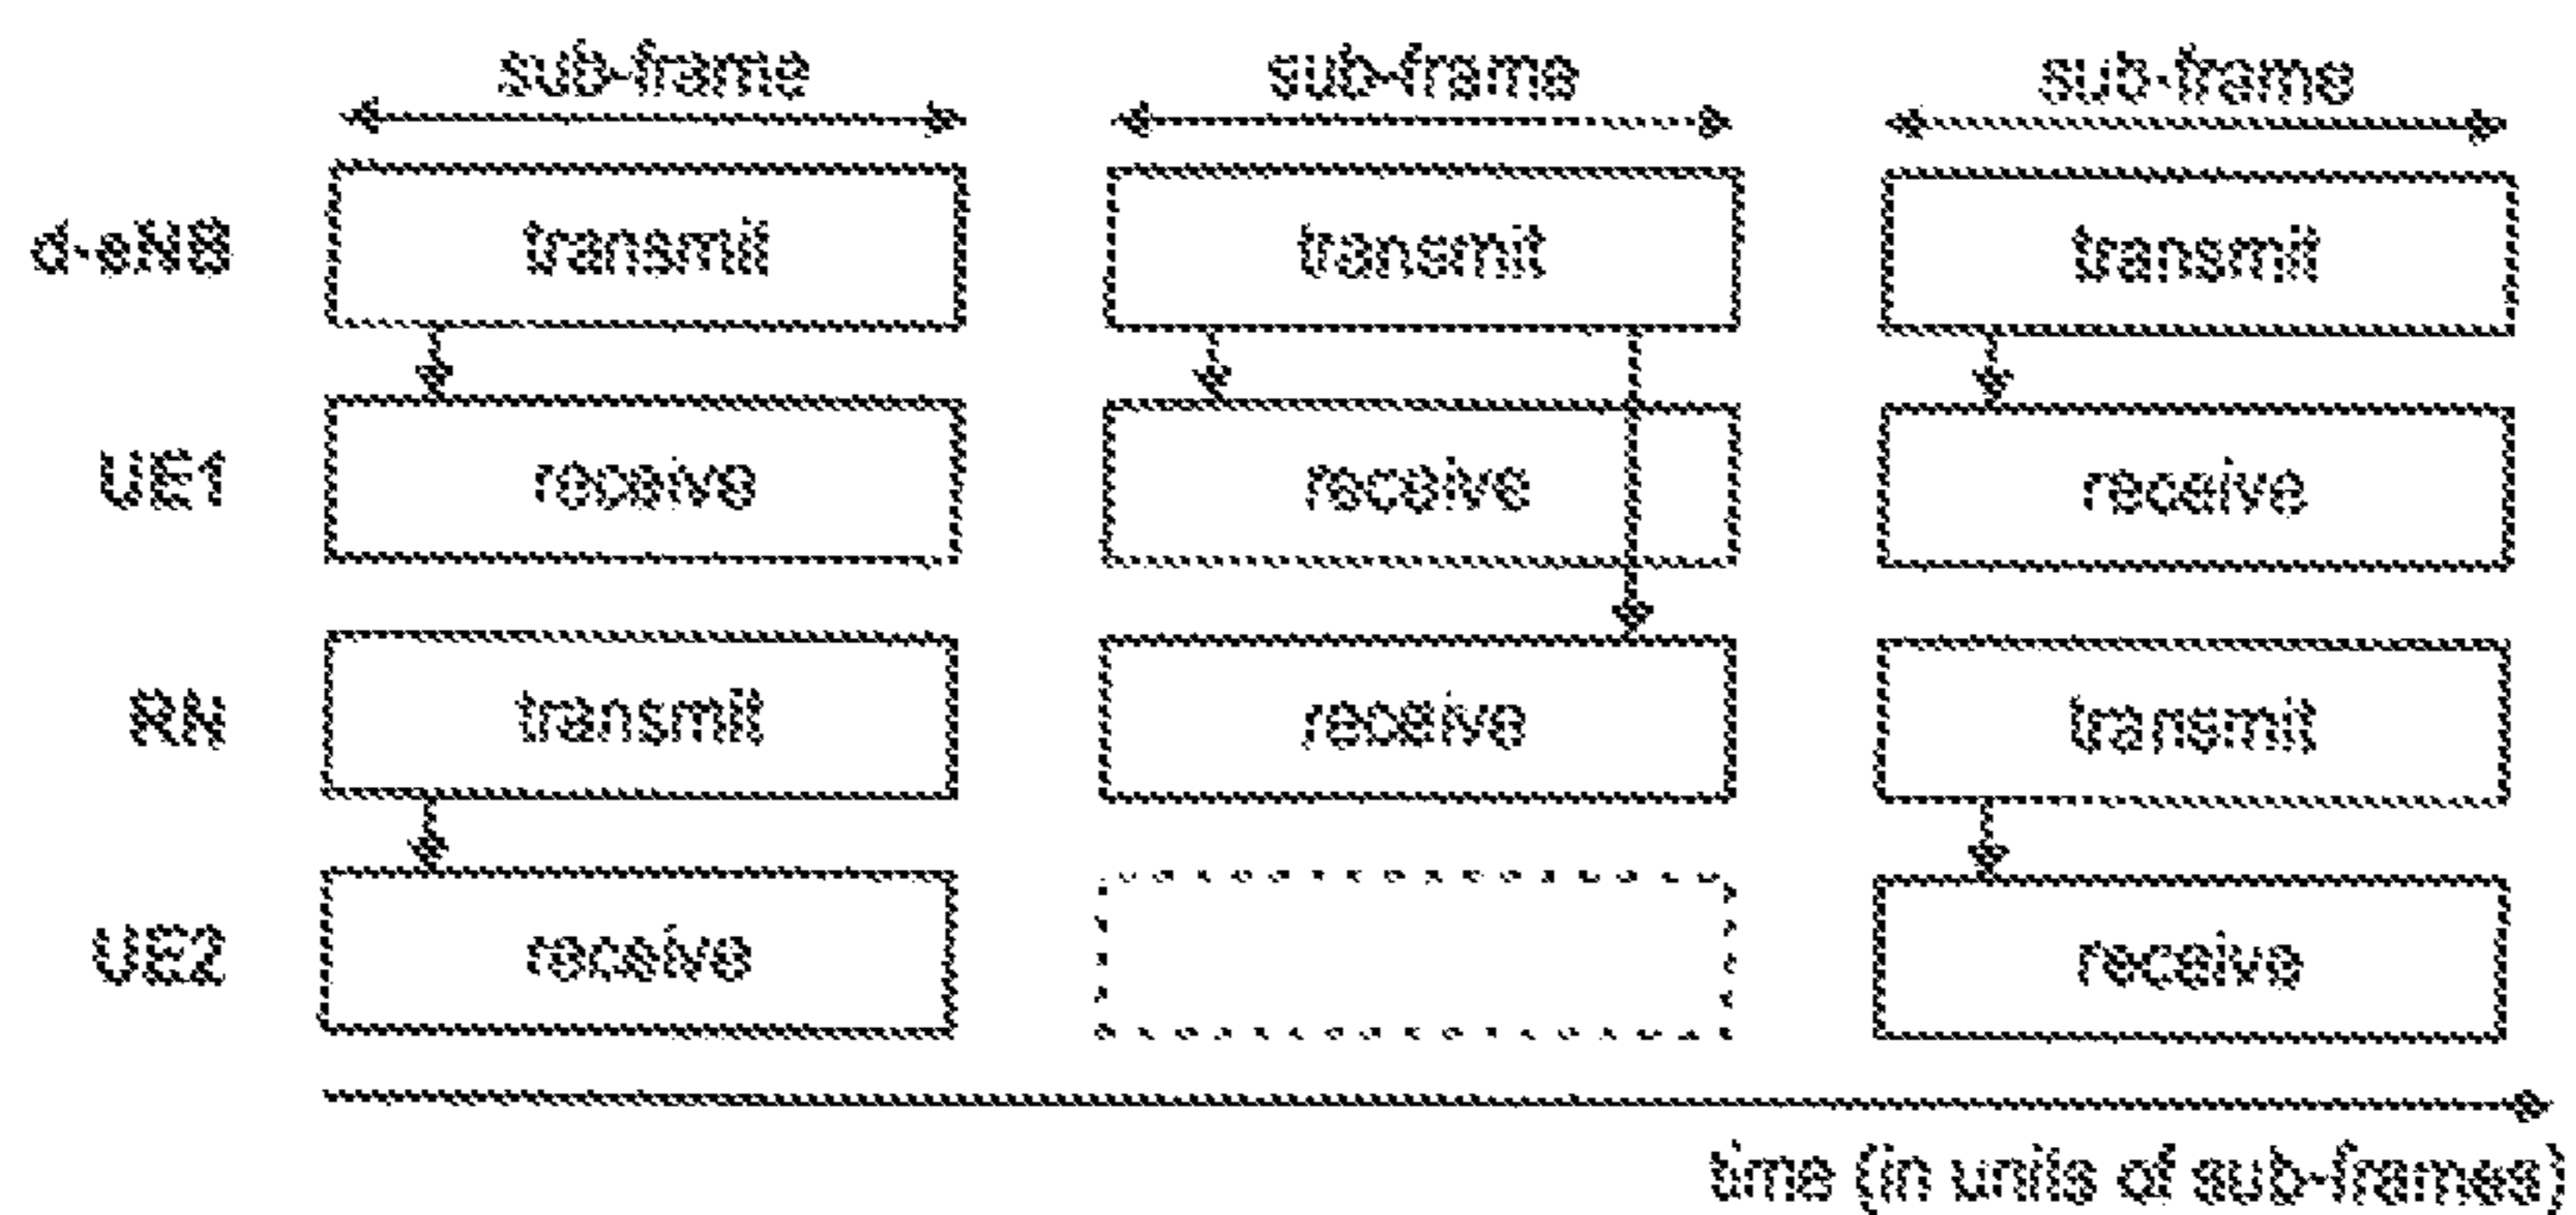 sub-frame sub-frame sub-frame
d-eNB transmit transmit transmit
UE1 receive receive receive
RN transmit receive transmit
UE2 receive receive
time (in units of sub-frames)